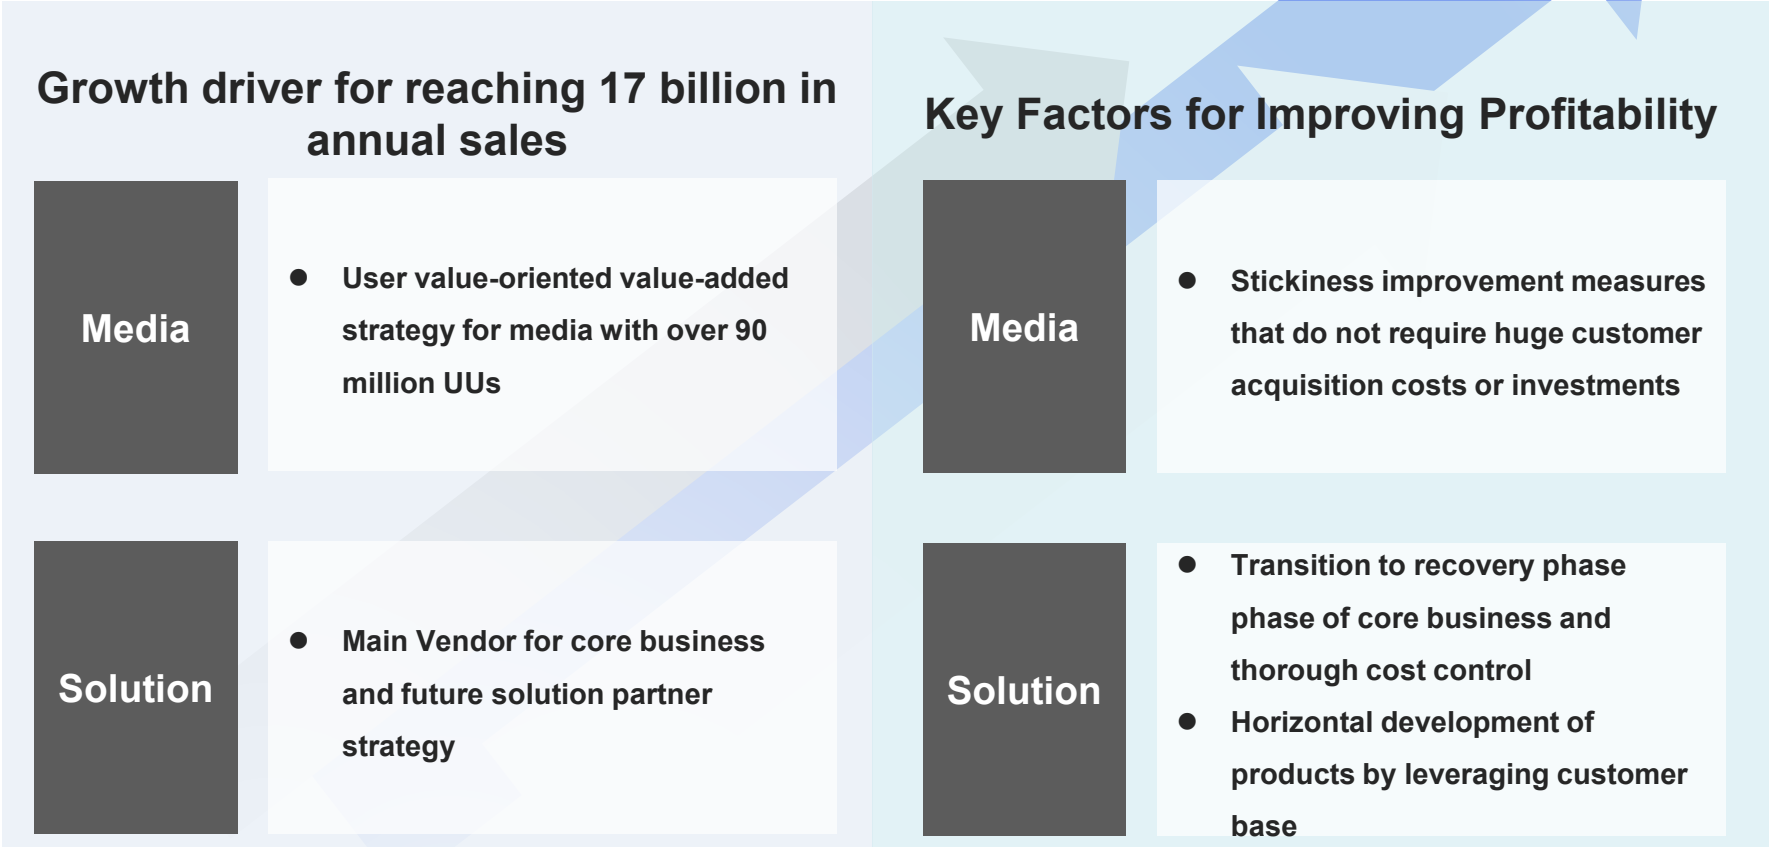 Growth driver for reaching 17 billion in
annual sales
Media
● User value-oriented value-added
strategy for media with over 90
million UUs
Solution
● Main Vendor for core business
and future solution partner
strategy
Key Factors for Improving Profitability
Media
● Stickiness improvement measures
that do not require huge customer
acquisition costs or investments
Solution
● Transition to recovery phase
phase of core business and
thorough cost control
● Horizontal development of
products by leveraging customer
base